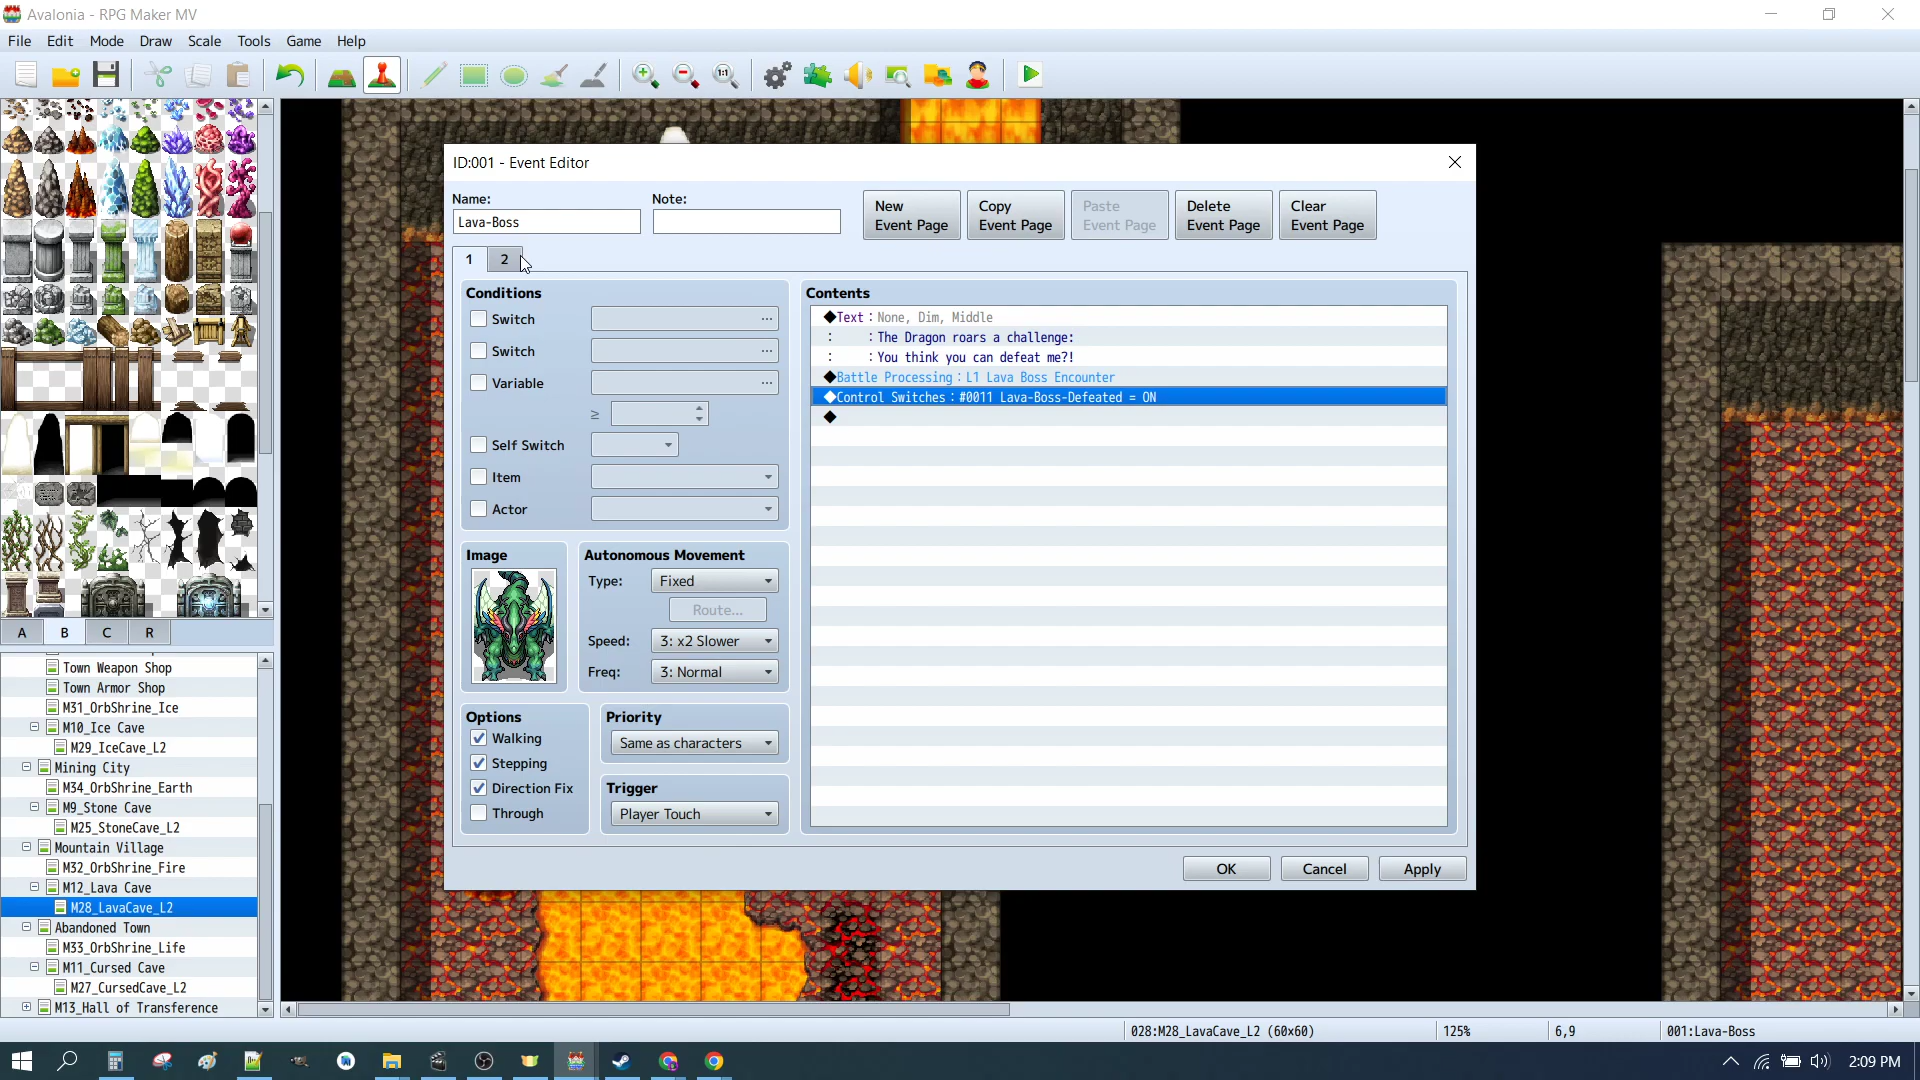 Avalonia - RPG Maker MV
File Edit Mode Draw Scale Tools Game Help
1:1
ID:001 - Event Editor
Name:
Note:
Lava-Boss
New Event Page
Copy Event Page
Paste Event Page
Delete Event Page
Clear Event Page
1 2
Conditions
Switch ...
Switch ...
Variable ...
≥
Self Switch
Item
Actor
Image
Autonomous Movement
Type: Fixed
Route...
Speed: 3: x2 Slower
Freq: 3: Normal
Options
Walking
Stepping
Direction Fix
Through
Priority
Same as characters
Trigger
Player Touch
Contents
◆Text : None, Dim, Middle
: : The Dragon roars a challenge:
: : You think you can defeat me?!
◆Battle Processing : L1 Lava Boss Encounter
◆Control Switches : #0011 Lava-Boss-Defeated = ON
◆
OK Cancel Apply
A B C R
Town Weapon Shop
Town Armor Shop
M31_OrbShrine_Ice
M10_Ice Cave
M29_IceCave_L2
Mining City
M34_OrbShrine_Earth
M9_Stone Cave
M25_StoneCave_L2
Mountain Village
M32_OrbShrine_Fire
M12_Lava Cave
M28_LavaCave_L2
Abandoned Town
M33_OrbShrine_Life
M11_Cursed Cave
M27_CursedCave_L2
M13_Hall of Transference
028:M28_LavaCave_L2 (60x60) 125% 6,9 001:Lava-Boss
2:09 PM